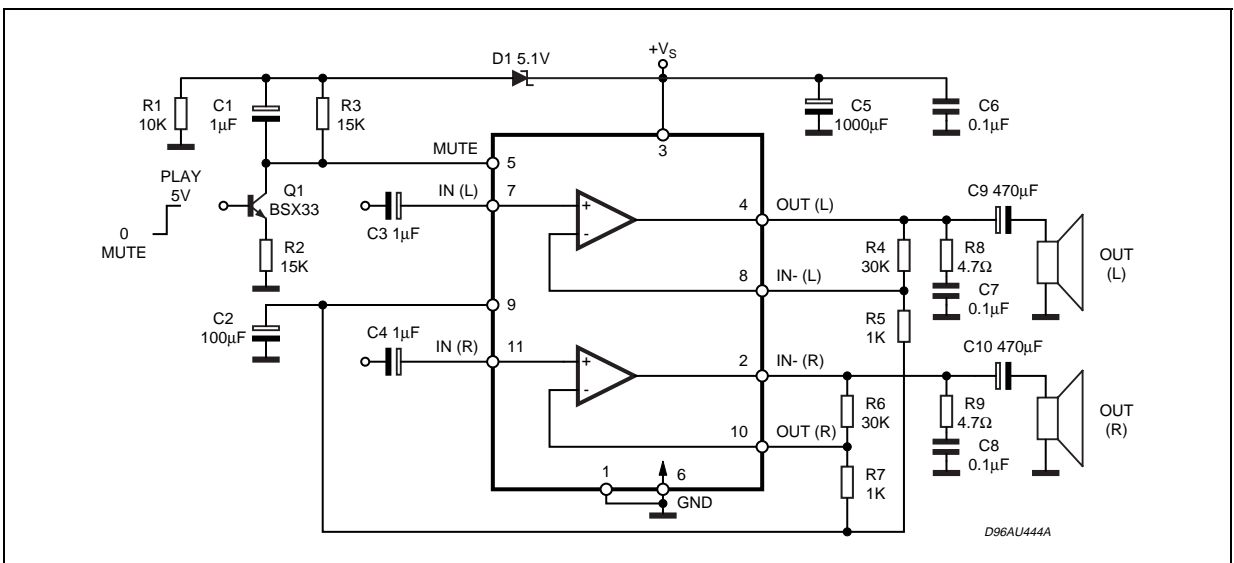 +VS
D1 5.1V
R1
10K
C1
1μF
R3
15K
C5
1000μF
C6
0.1μF
MUTE
5
3
PLAY
5V
0
MUTE
Q1
BSX33
R2
15K
IN (L)
7
C3 1μF
+
-
4
OUT (L)
C9 470μF
R4
30K
R8
4.7Ω
C7
0.1μF
OUT
(L)
8
IN- (L)
R5
1K
9
C2
100μF
C4 1μF
IN (R)
11
+
-
2
IN- (R)
C10 470μF
R6
30K
R9
4.7Ω
C8
0.1μF
OUT
(R)
10
OUT (R)
R7
1K
1
6
GND
D96AU444A